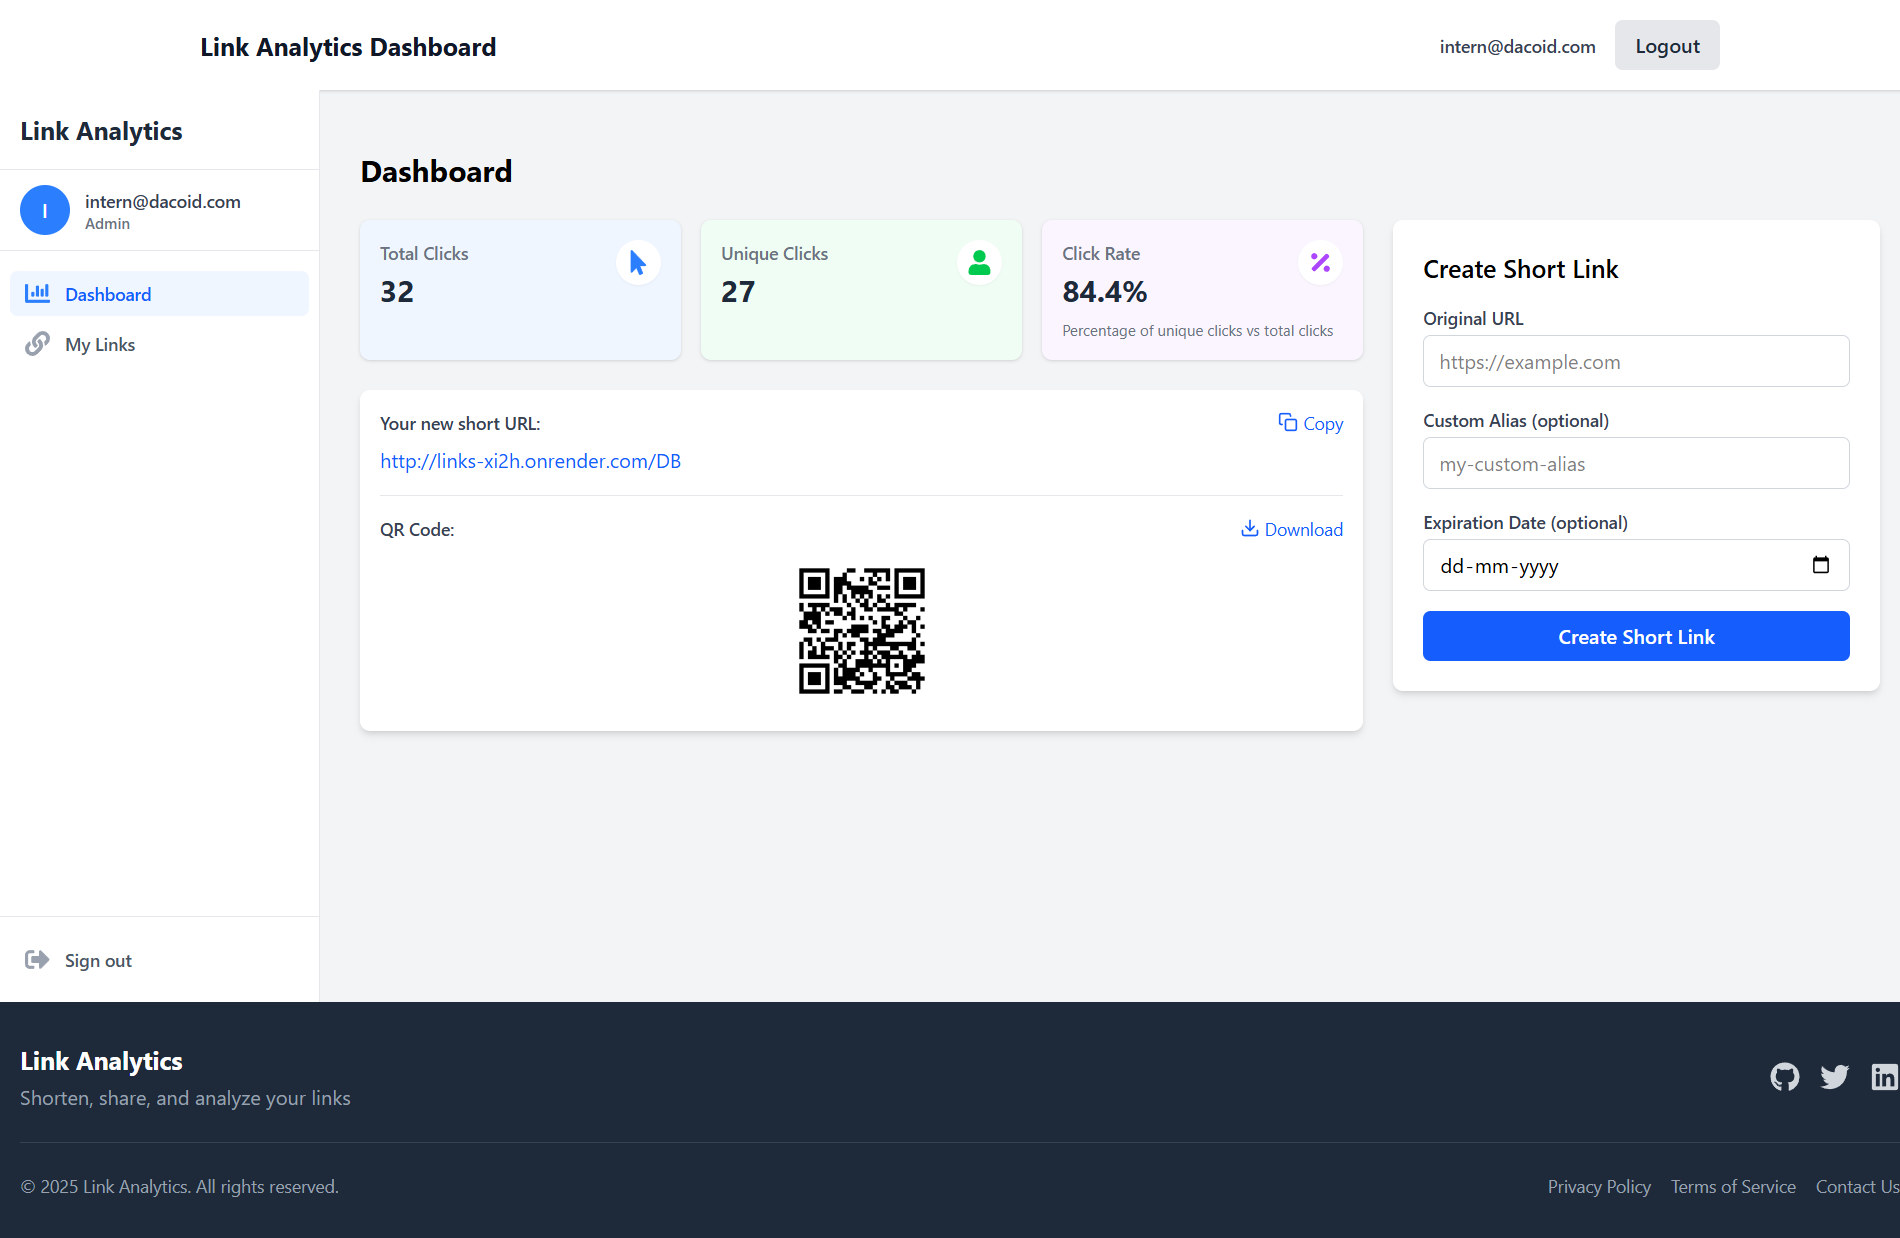 Link Analytics Dashboard
intern@dacoid.com
Logout
Link Analytics
I
intern@dacoid.com
Admin
Dashboard
My Links
Sign out
Dashboard
Total Clicks
32
Unique Clicks
27
Click Rate
84.4%
Percentage of unique clicks vs total clicks
Your new short URL:
Copy
http://links-xi2h.onrender.com/DB
QR Code:
Download
Create Short Link
Original URL
https://example.com
Custom Alias (optional)
my-custom-alias
Expiration Date (optional)
dd-mm-yyyy
Create Short Link
Link Analytics
Shorten, share, and analyze your links
© 2025 Link Analytics. All rights reserved.
Privacy Policy
Terms of Service
Contact Us